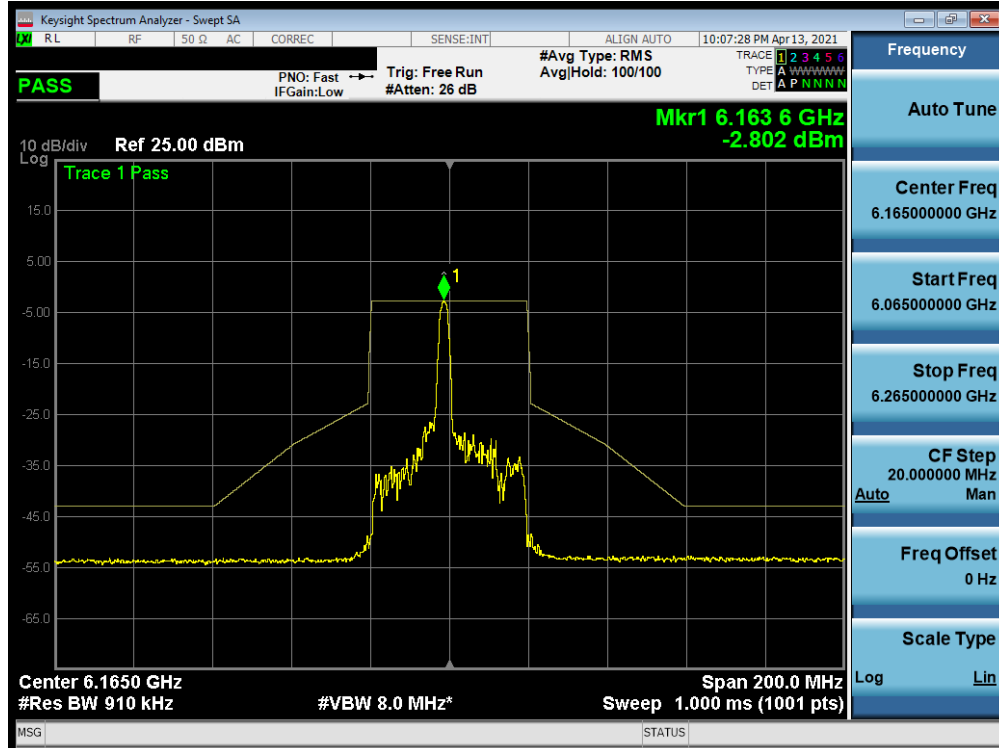 Keysight Spectrum Analyzer - Swept SA
LXI RL RF 50 Ω AC CORREC SENSE:INT ALIGN AUTO 10:07:28 PM Apr 13, 2021
PASS
PNO: Fast
IFGain:Low
Trig: Free Run
#Atten: 26 dB
#Avg Type: RMS
Avg|Hold: 100/100
TRACE 1 2 3 4 5 6
TYPE A WWWWW
DET A P N N N N
Mkr1 6.163 6 GHz
-2.802 dBm
10 dB/div
Log
Ref 25.00 dBm
Trace 1 Pass
15.0
5.00
-5.00
-15.0
-25.0
-35.0
-45.0
-55.0
-65.0
1
Center 6.1650 GHz
#Res BW 910 kHz
#VBW 8.0 MHz*
Span 200.0 MHz
Sweep 1.000 ms (1001 pts)
MSG
STATUS
Frequency
Auto Tune
Center Freq
6.165000000 GHz
Start Freq
6.065000000 GHz
Stop Freq
6.265000000 GHz
CF Step
20.000000 MHz
Auto Man
Freq Offset
0 Hz
Scale Type
Log Lin